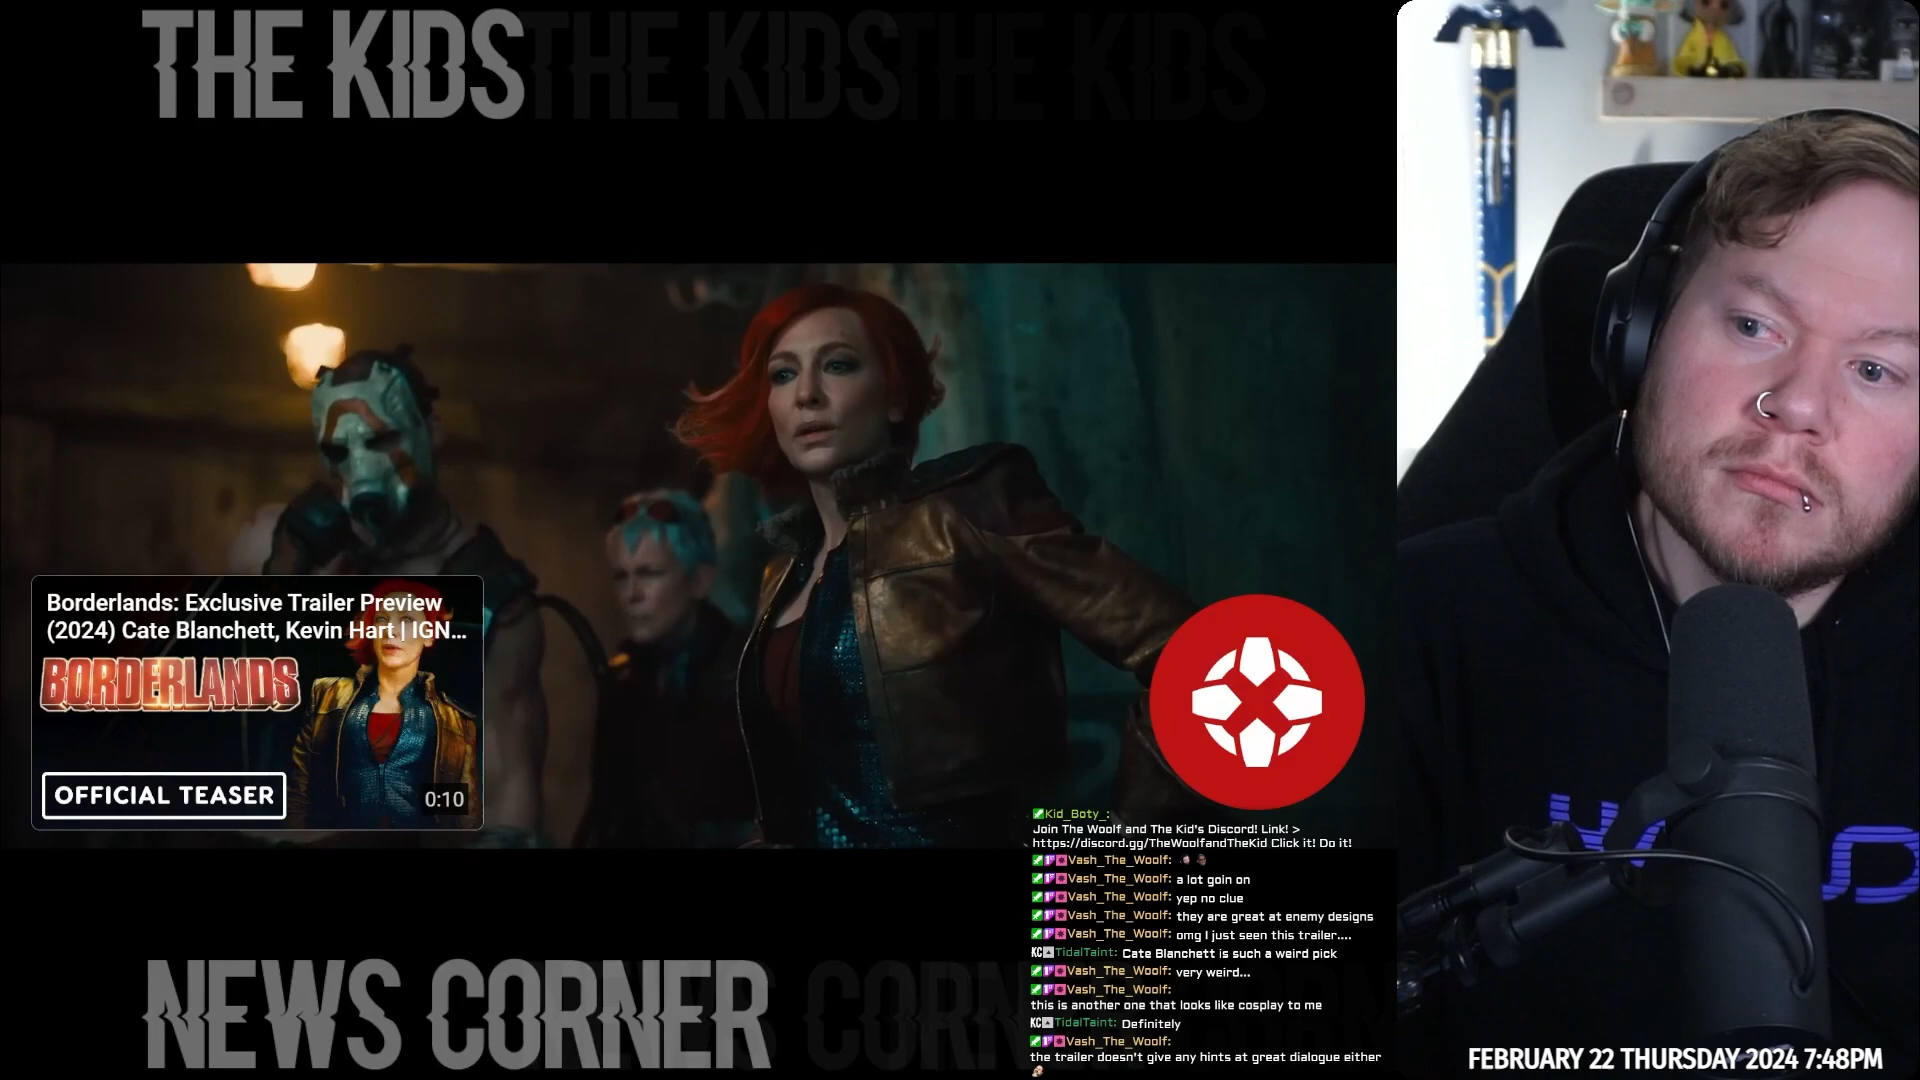 THE KIDS THE KIDS THE KIDS
Borderlands: Exclusive Trailer Preview
(2024) Cate Blanchett, Kevin Hart | IGN...
BORDERLANDS
OFFICIAL TEASER
0:10
Kid_Boty_:
Join The Woolf and The Kid's Discord! Link! >
https://discord.gg/TheWoolfandTheKid Click it! Do it!
Vash_The_Woolf:
Vash_The_Woolf: a lot goin on
Vash_The_Woolf: yep no clue
Vash_The_Woolf: they are great at enemy designs
Vash_The_Woolf: omg I just seen this trailer....
KC TidalTaint: Cate Blanchett is such a weird pick
Vash_The_Woolf: very weird...
Vash_The_Woolf:
this is another one that looks like cosplay to me
KC TidalTaint: Definitely
Vash_The_Woolf:
the trailer doesn't give any hints at great dialogue either
NEWS CORNER CORNER
FEBRUARY 22 THURSDAY 2024 7:48PM